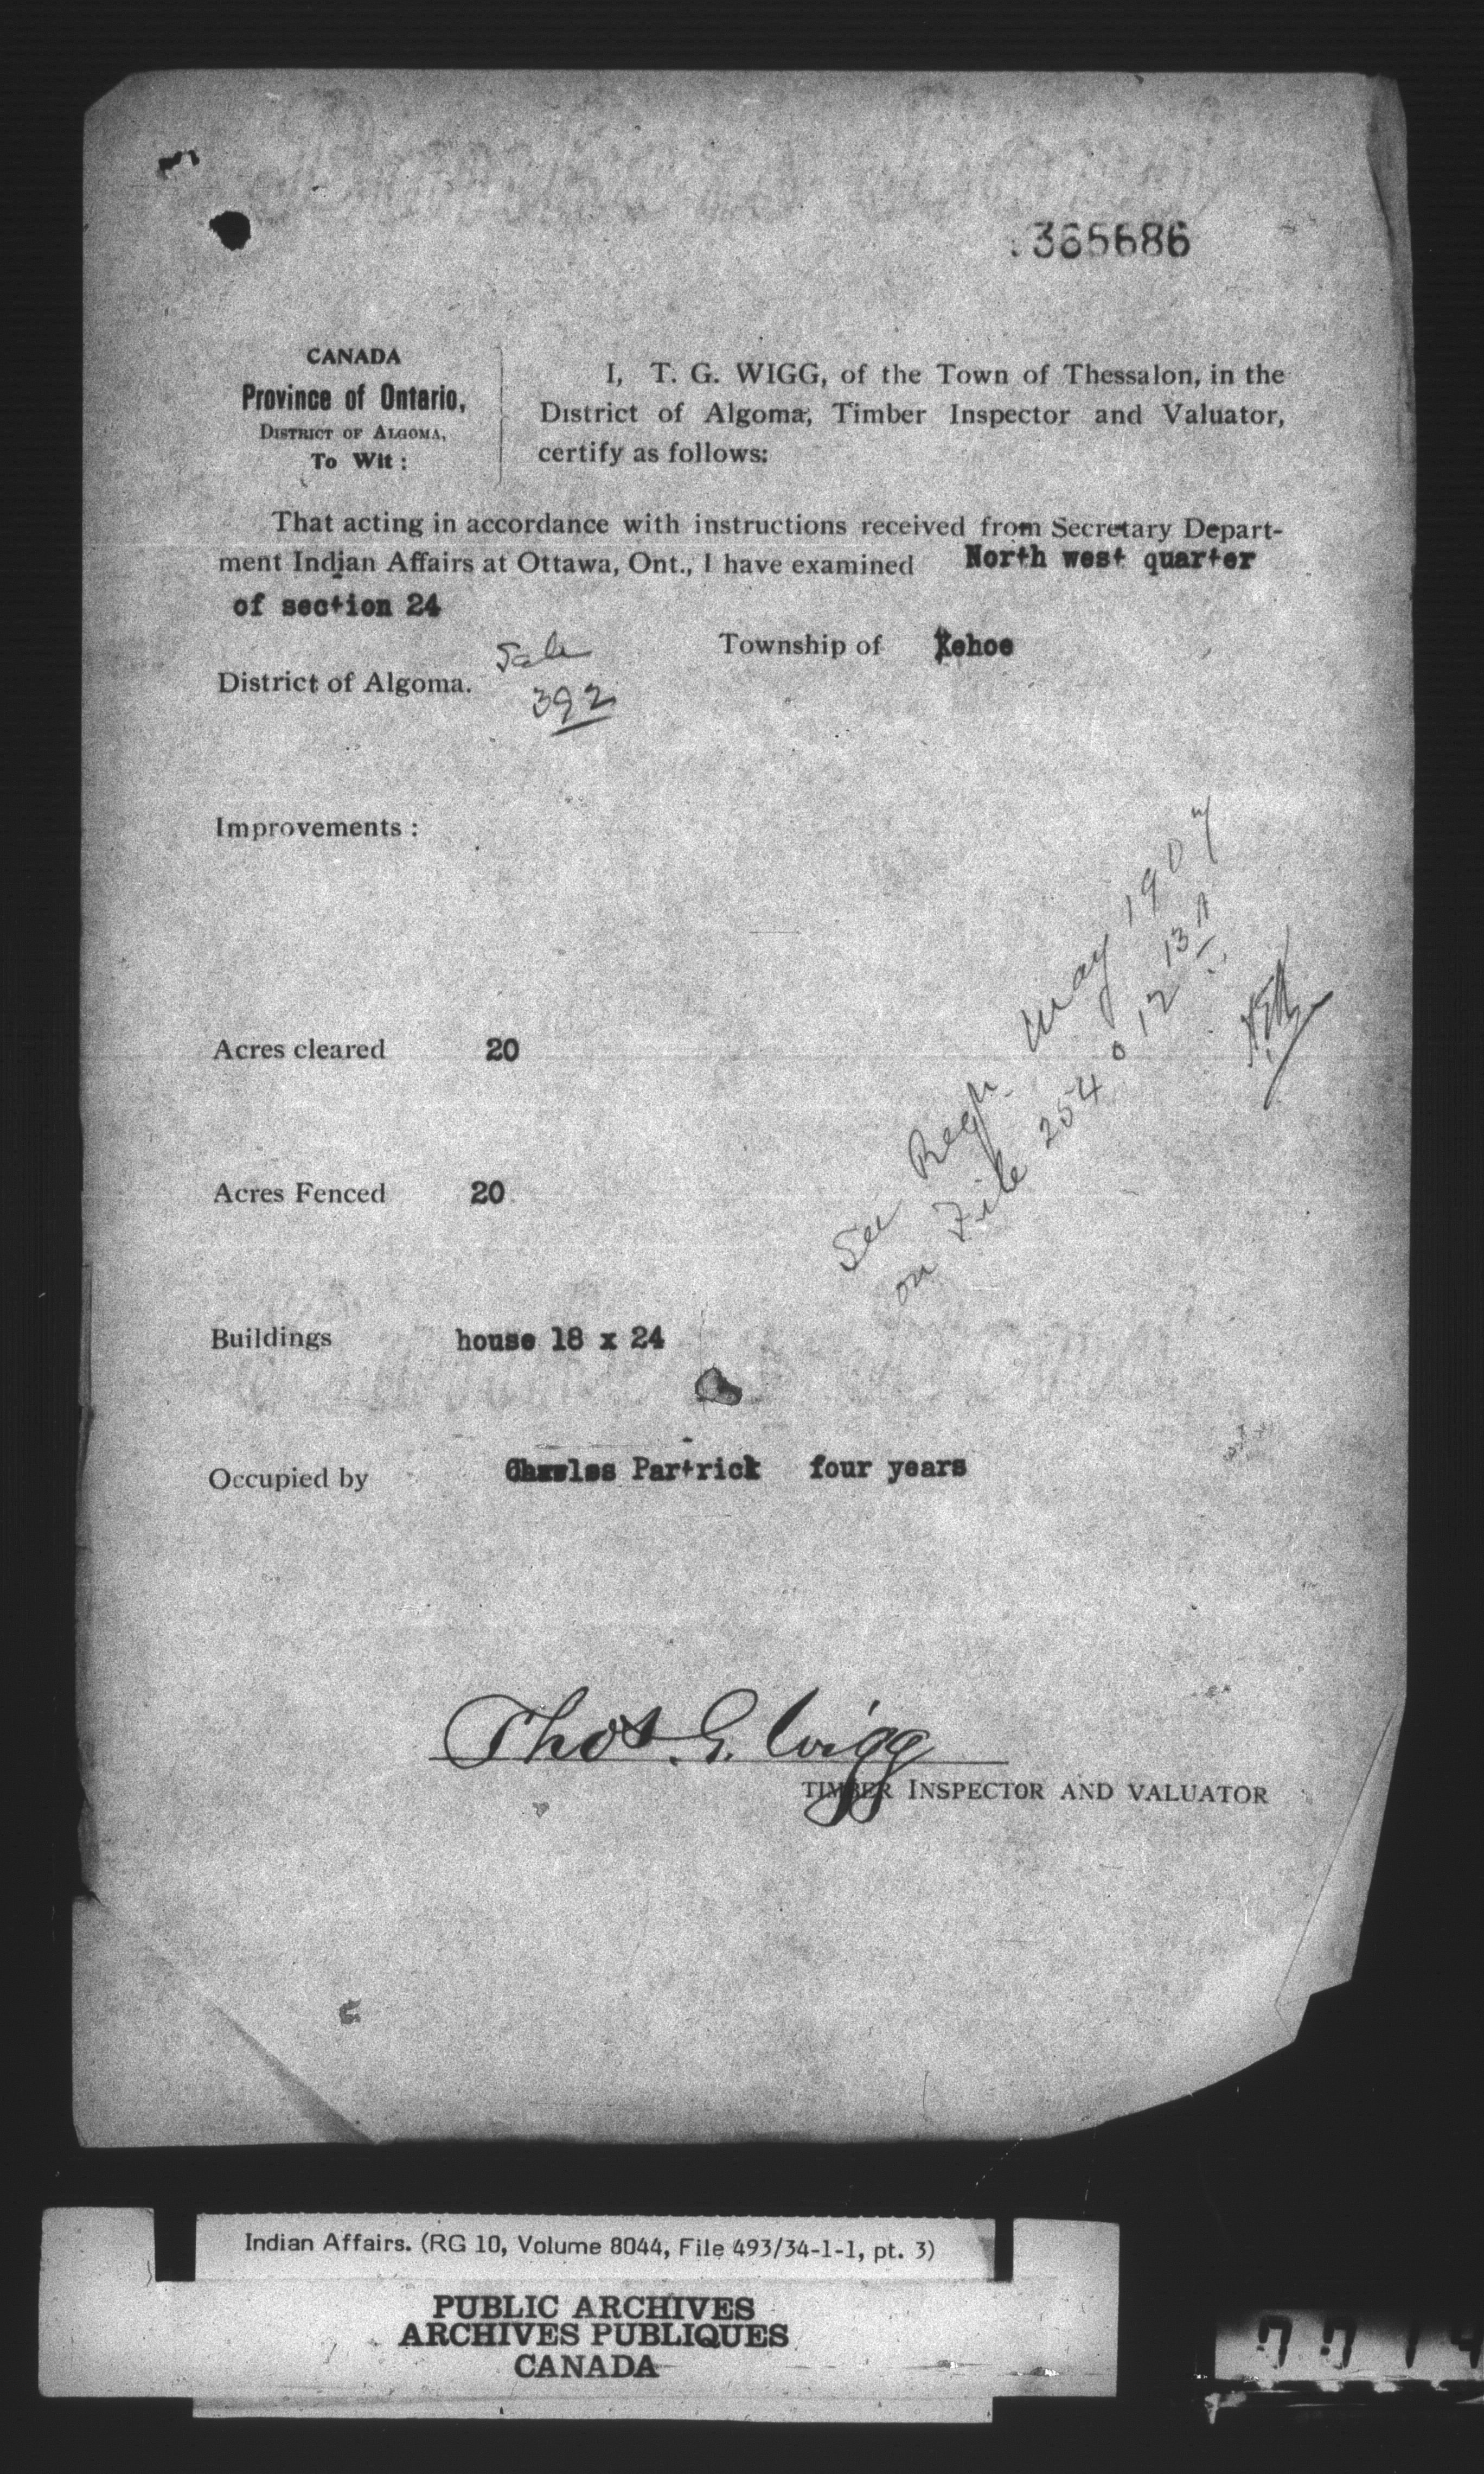 365686
CANADA
Province of Ontario,
DISTRICT OF ALGOMA,
To Wit:
I, T. G. WIGG, of the Town of Thessalon, in the
District of Algoma, Timber Inspector and Valuator,
certify as follows:
That acting in accordance with instructions received from Secretary Depart-
ment Indian Affairs at Ottawa, Ont., I have examined North west quarter
of section 24
Sale
392
Township of Kehoe
District of Algoma.
Improvements:
See Regr. May 1907
on File 254012
Acres cleared 20
Acres Fenced 20
Buildings house 18 x 24
Occupied by Charles Partrick four years
Thos. G. Wigg
TIMBER INSPECTOR AND VALUATOR
Indian Affairs. (RG 10, Volume 8044, File 493/34-1-1, pt. 3)
PUBLIC ARCHIVES
ARCHIVES PUBLIQUES
CANADA